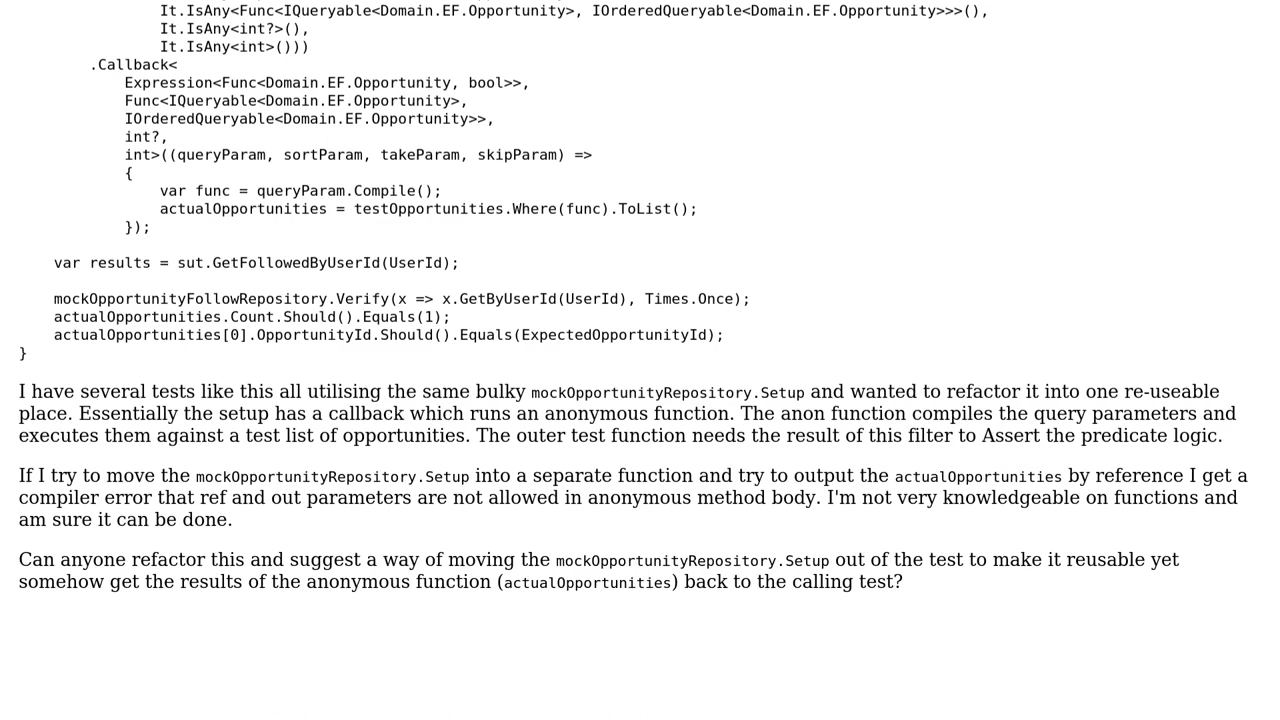 It.IsAny<Func<IQueryable<Domain.EF.Opportunity>, IOrderedQueryable<Domain.EF.Opportunity>>>(),
It.IsAny<int?>(),
It.IsAny<int>()))
.Callback<
Expression<Func<Domain.EF.Opportunity, bool>>,
Func<IQueryable<Domain.EF.Opportunity>,
IOrderedQueryable<Domain.EF.Opportunity>>,
int?,
int>((queryParam, sortParam, takeParam, skipParam) =>
{
var func = queryParam.Compile();
actualOpportunities = testOpportunities.Where(func).ToList();
});
var results = sut.GetFollowedByUserId(UserId);
mockOpportunityFollowRepository.Verify(x => x.GetByUserId(UserId), Times.Once);
actualOpportunities.Count.Should().Equals(1);
actualOpportunities[0].OpportunityId.Should().Equals(ExpectedOpportunityId);
}
I have several tests like this all utilising the same bulky mockOpportunityRepository.Setup and wanted to refactor it into one re-useable
place. Essentially the setup has a callback which runs an anonymous function. The anon function compiles the query parameters and
executes them against a test list of opportunities. The outer test function needs the result of this filter to Assert the predicate logic.
If I try to move the mockOpportunityRepository.Setup into a separate function and try to output the actualOpportunities by reference I get a
compiler error that ref and out parameters are not allowed in anonymous method body. I'm not very knowledgeable on functions and
am sure it can be done.
Can anyone refactor this and suggest a way of moving the mockOpportunityRepository.Setup out of the test to make it reusable yet
somehow get the results of the anonymous function (actualOpportunities) back to the calling test?